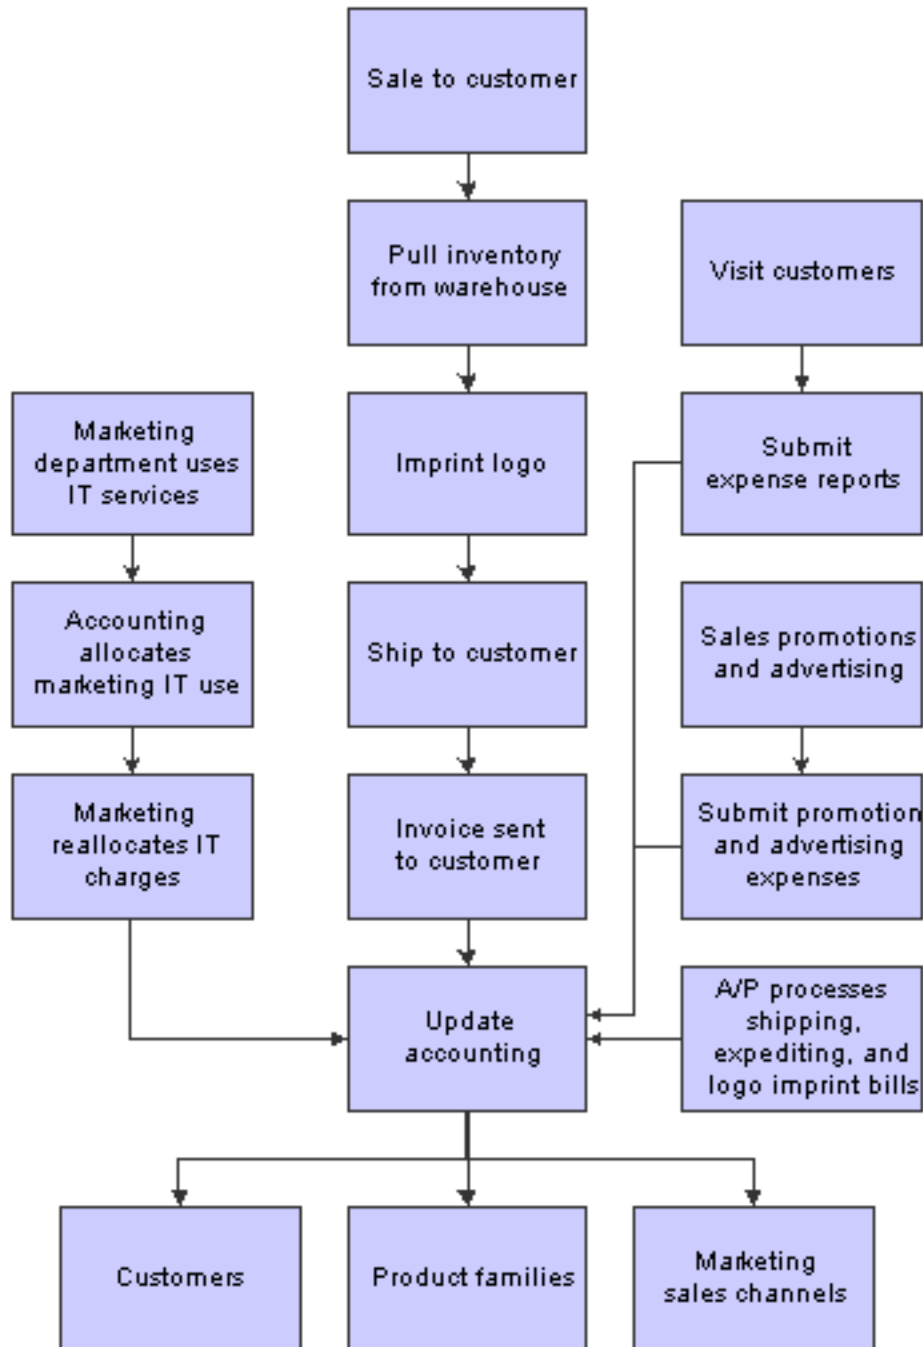 Sale to customer
Pull inventory
from warehouse
Visit customers
Marketing
department uses
IT services
Imprint logo
Submit
expense reports
Accounting
allocates
marketing IT use
Ship to customer
Sales promotions
and advertising
Marketing
reallocates IT
charges
Invoice sent
to customer
Submit promotion
and advertising
expenses
Update
accounting
A/P processes
shipping,
expediting, and
logo imprint bills
Customers
Product families
Marketing
sales channels